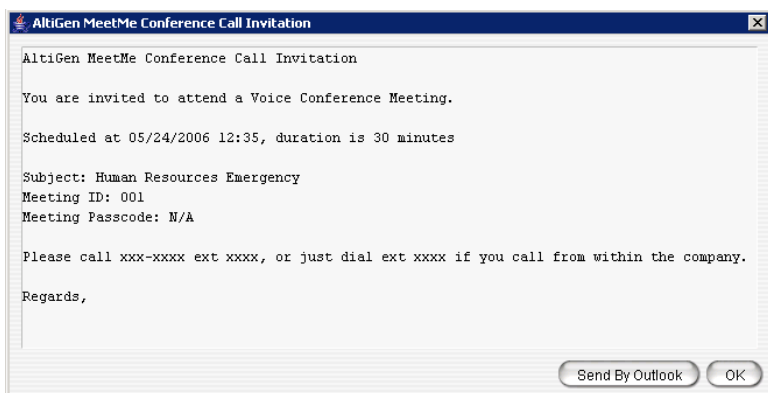 AltiGen MeetMe Conference Call Invitation
AltiGen MeetMe Conference Call Invitation
You are invited to attend a Voice Conference Meeting.
Scheduled at 05/24/2006 12:35, duration is 30 minutes
Subject: Human Resources Emergency
Meeting ID: 001
Meeting Passcode: N/A
Please call xxx-xxxx ext xxxx, or just dial ext xxxx if you call from within the company.
Regards,
Send By Outlook
OK